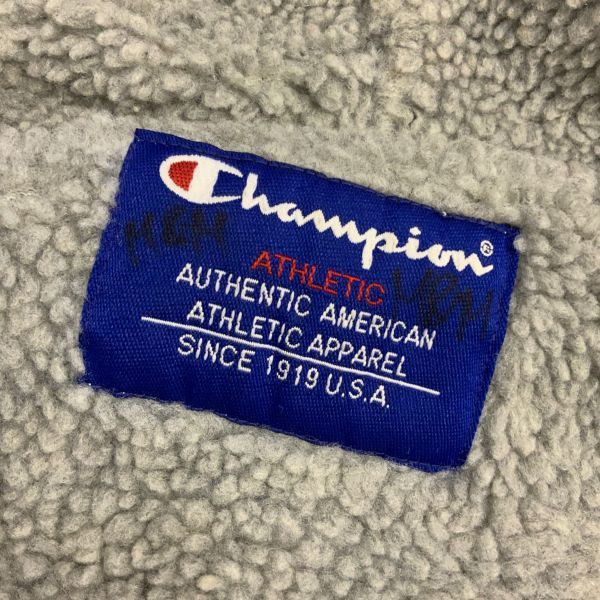 Champion®
ATHLETIC
AUTHENTIC AMERICAN
ATHLETIC APPAREL
SINCE 1919 U.S.A.